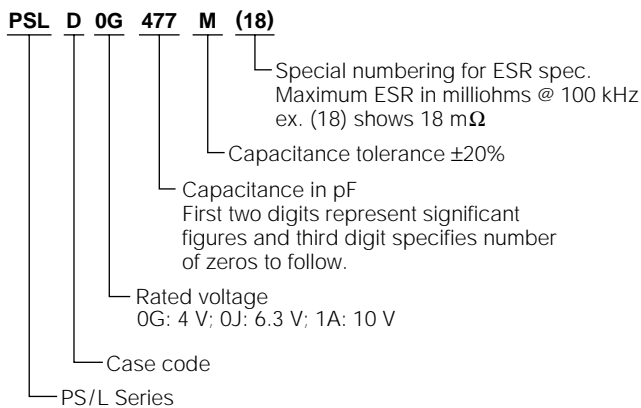 PSL D 0G 477 M (18)
Special numbering for ESR spec.
Maximum ESR in milliohms @ 100 kHz
ex. (18) shows 18 mΩ
Capacitance tolerance ±20%
Capacitance in pF
First two digits represent significant
figures and third digit specifies number
of zeros to follow.
Rated voltage
0G: 4 V; 0J: 6.3 V; 1A: 10 V
Case code
PS/L Series